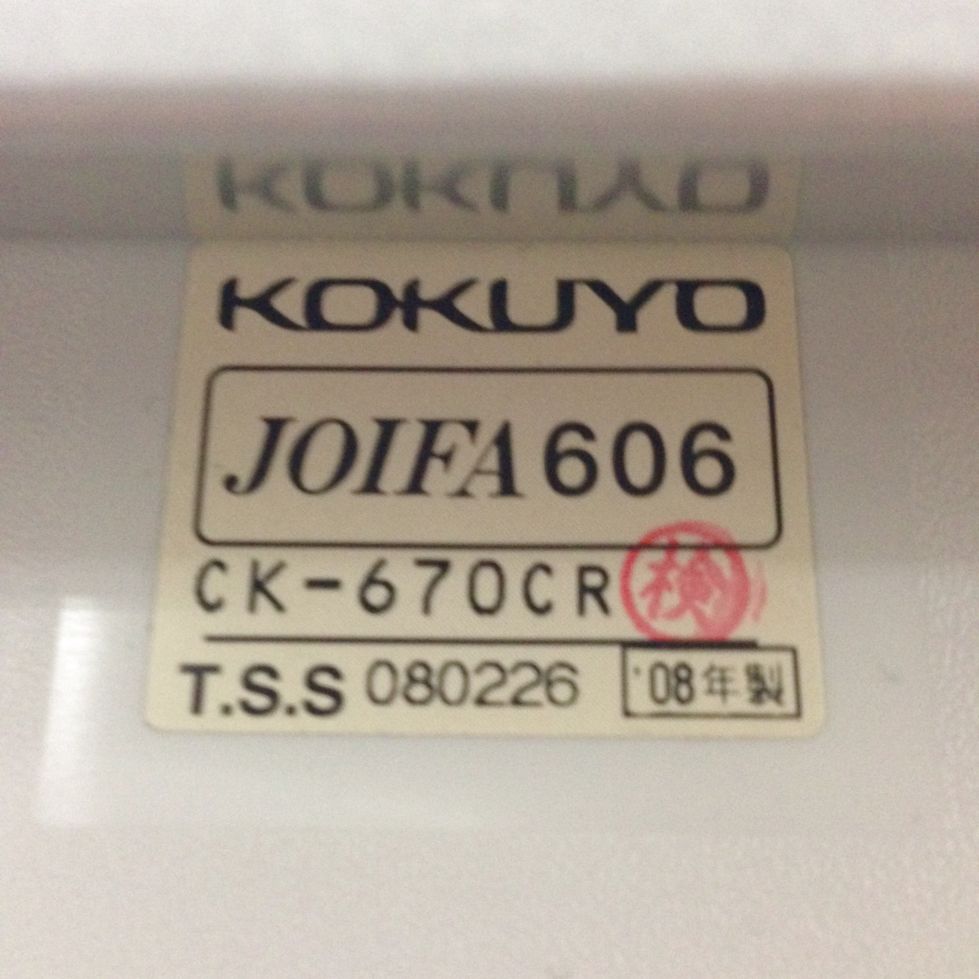 KOKUYO
JOIFA 606
CK-670CR 検
T.S.S 080226 '08年製